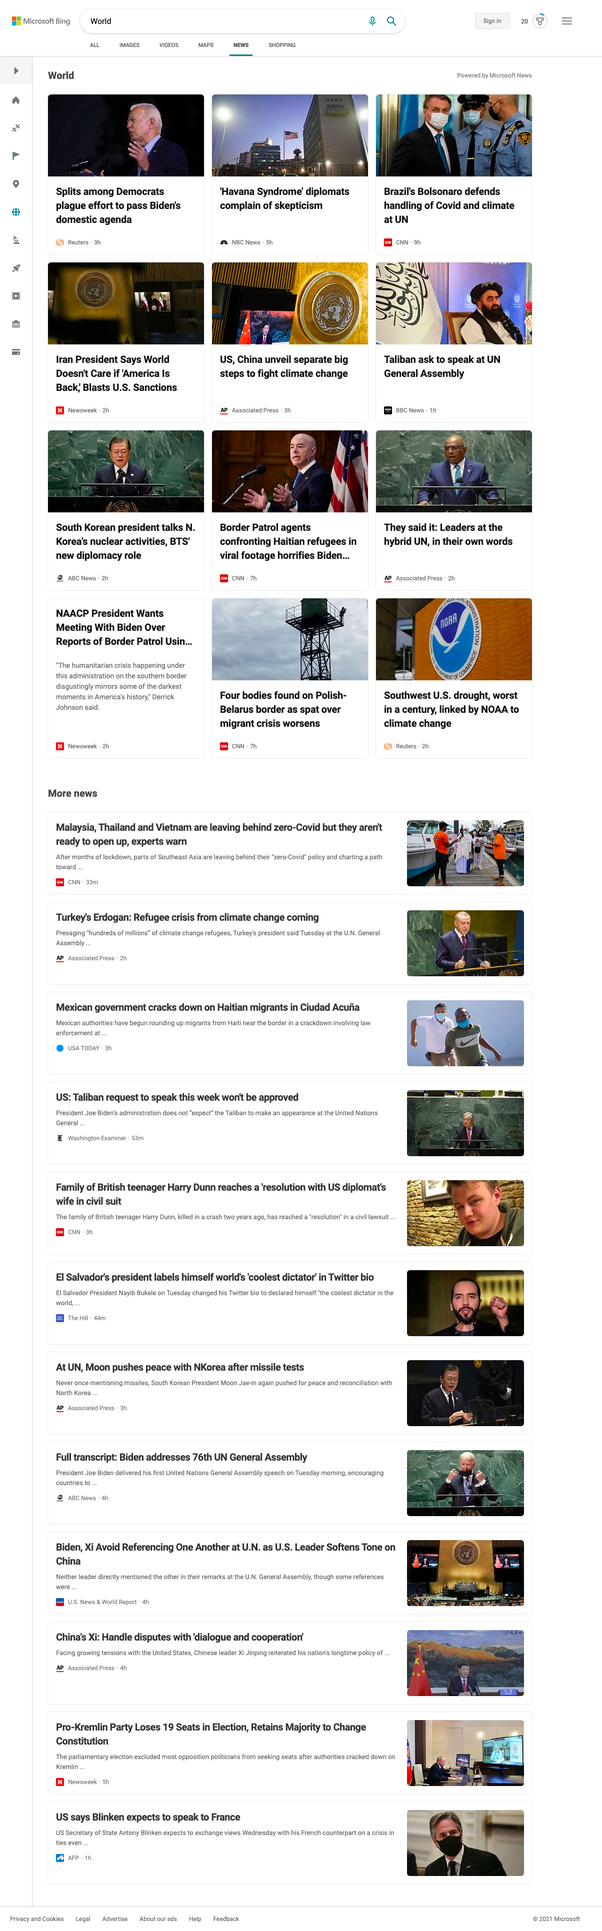 Microsoft Bing
World
Sign in
20
ALL
IMAGES
VIDEOS
MAPS
NEWS
SHOPPING
World
Powered by Microsoft News
Splits among Democrats
plague effort to pass Biden's
domestic agenda
Reuters · 3h
'Havana Syndrome' diplomats
complain of skepticism
NBC News · 5h
Brazil's Bolsonaro defends
handling of Covid and climate
at UN
CNN · 9h
Iran President Says World
Doesn't Care if 'America Is
Back,' Blasts U.S. Sanctions
Newsweek · 2h
US, China unveil separate big
steps to fight climate change
AP Associated Press · 3h
Taliban ask to speak at UN
General Assembly
BBC News · 1h
South Korean president talks N.
Korea's nuclear activities, BTS'
new diplomacy role
ABC News · 2h
Border Patrol agents
confronting Haitian refugees in
viral footage horrifies Biden...
CNN · 7h
They said it: Leaders at the
hybrid UN, in their own words
AP Associated Press · 2h
NAACP President Wants
Meeting With Biden Over
Reports of Border Patrol Usin...
"The humanitarian crisis happening under
this administration on the southern border
disgustingly mirrors some of the darkest
moments in America's history," Derrick
Johnson said.
Newsweek · 2h
Four bodies found on Polish-
Belarus border as spat over
migrant crisis worsens
CNN · 7h
NOAA
Southwest U.S. drought, worst
in a century, linked by NOAA to
climate change
Reuters · 2h
More news
Malaysia, Thailand and Vietnam are leaving behind zero-Covid but they aren't
ready to open up, experts warn
After months of lockdown, parts of Southeast Asia are leaving behind their "zero-Covid" policy and charting a path
toward ...
CNN · 33m
Turkey's Erdogan: Refugee crisis from climate change coming
Presaging "hundreds of millions" of climate change refugees, Turkey's president said Tuesday at the U.N. General
Assembly ...
AP Associated Press · 2h
Mexican government cracks down on Haitian migrants in Ciudad Acuña
Mexican authorities have begun rounding up migrants from Haiti near the border in a crackdown involving law
enforcement at ...
USA TODAY · 3h
US: Taliban request to speak this week won't be approved
President Joe Biden's administration does not "expect" the Taliban to make an appearance at the United Nations
General ...
Washington Examiner · 53m
Family of British teenager Harry Dunn reaches a 'resolution with US diplomat's
wife in civil suit
The family of British teenager Harry Dunn, killed in a crash two years ago, has reached a "resolution" in a civil lawsuit ...
CNN · 3h
El Salvador's president labels himself world's 'coolest dictator' in Twitter bio
El Salvador President Nayib Bukele on Tuesday changed his Twitter bio to declared himself "the coolest dictator in the
world, ...
The Hill · 44m
At UN, Moon pushes peace with NKorea after missile tests
Never once mentioning missiles, South Korean President Moon Jae-in again pushed for peace and reconciliation with
North Korea ...
AP Associated Press · 3h
Full transcript: Biden addresses 76th UN General Assembly
President Joe Biden delivered his first United Nations General Assembly speech on Tuesday morning, encouraging
countries to ...
ABC News · 4h
Biden, Xi Avoid Referencing One Another at U.N. as U.S. Leader Softens Tone on
China
Neither leader directly mentioned the other in their remarks at the U.N. General Assembly, though some references
were ...
U.S. News & World Report · 4h
China's Xi: Handle disputes with 'dialogue and cooperation'
Facing growing tensions with the United States, Chinese leader Xi Jinping reiterated his nation's longtime policy of ...
AP Associated Press · 4h
Pro-Kremlin Party Loses 19 Seats in Election, Retains Majority to Change
Constitution
The parliamentary election excluded most opposition politicians from seeking seats after authorities cracked down on
Kremlin ...
Newsweek · 5h
US says Blinken expects to speak to France
US Secretary of State Antony Blinken expects to exchange views Wednesday with his French counterpart on a crisis in
ties even ...
AFP · 1h
Privacy and Cookies
Legal
Advertise
About our ads
Help
Feedback
© 2021 Microsoft